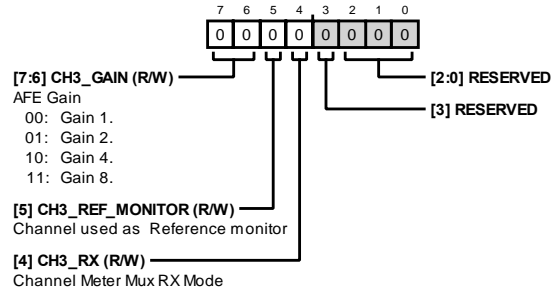 7 6 5 4 3 2 1 0
0 0 0 0 0 0 0 0
[7:6] CH3_GAIN (R/W)
AFE Gain
00: Gain 1.
01: Gain 2.
10: Gain 4.
11: Gain 8.
[5] CH3_REF_MONITOR (R/W)
Channel used as Reference monitor
[4] CH3_RX (R/W)
Channel Meter Mux RX Mode
[2:0] RESERVED
[3] RESERVED